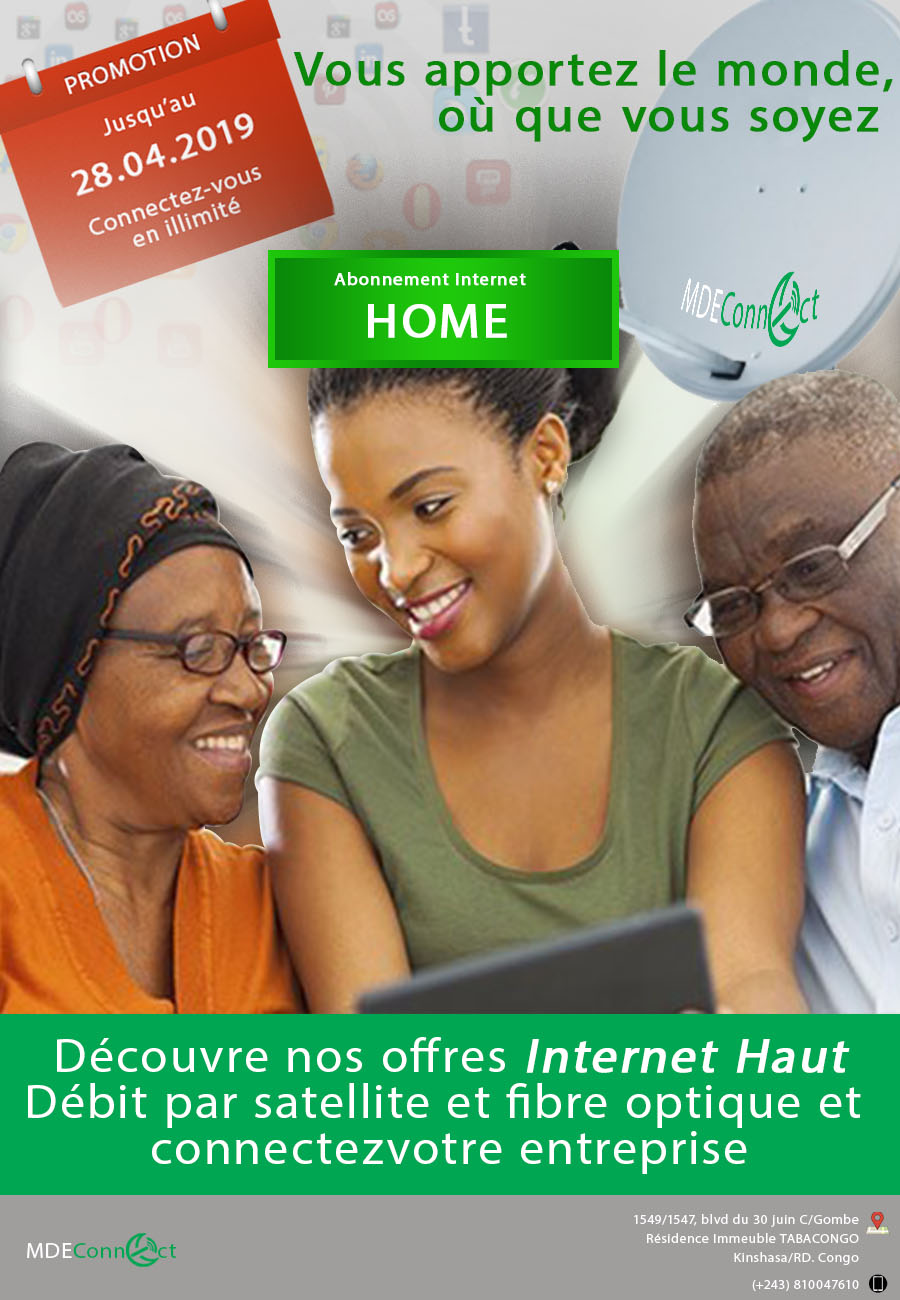 PROMOTION
Jusqu'au
28.04.2019
Connectez-vous
en illimité
Vous apportez le monde,
où que vous soyez
Abonnement Internet
HOME
MDEConnect
Découvre nos offres Internet Haut
Débit par satellite et fibre optique et
connectezvotre entreprise
MDEConnect
1549/1547, blvd du 30 juin C/Gombe
Résidence Immeuble TABACONGO
Kinshasa/RD. Congo
(+243) 810047610